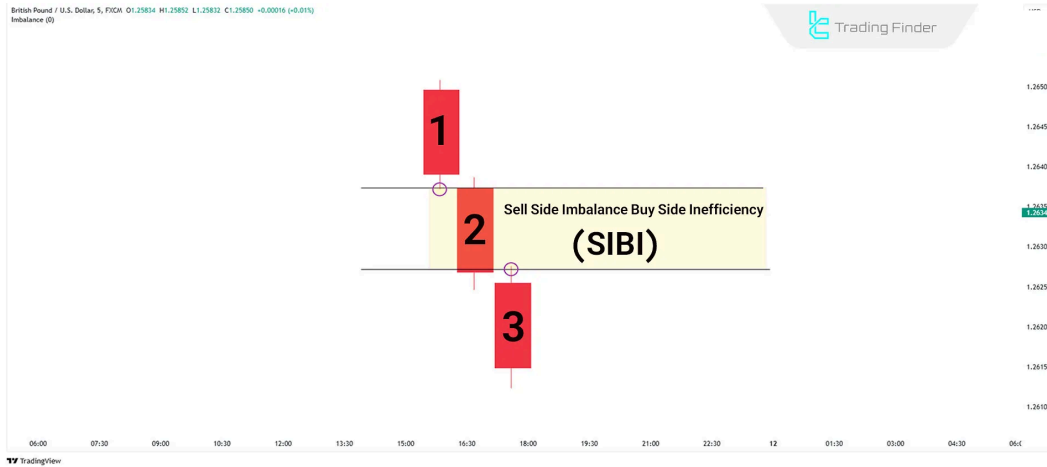 British Pound / U.S. Dollar, 5, FXCM O1.25834 H1.25852 L1.25832 C1.25850 +0.00016 (+0.01%)
Imbalance (0)
Trading Finder
1.2650
1
1.2645
1.2640
1.2635
1.2634
Sell Side Imbalance Buy Side Inefficiency
2
(SIBI)
1.2630
1.2625
3
1.2620
1.2615
1.2610
06:00 07:30 09:00 10:30 12:00 13:30 15:00 16:30 18:00 19:30 21:00 22:30 12 01:30 03:00 04:30
TradingView